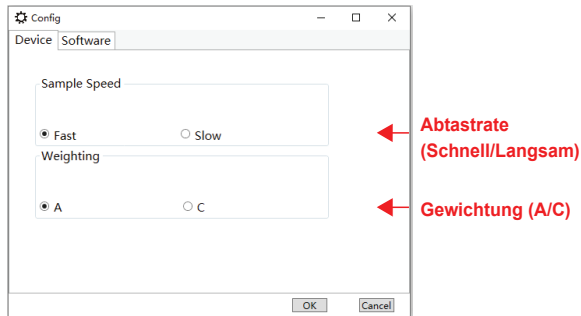 Config
Device Software
Sample Speed
Fast Slow
Abtastrate
(Schnell/Langsam)
Weighting
A C
Gewichtung (A/C)
OK Cancel